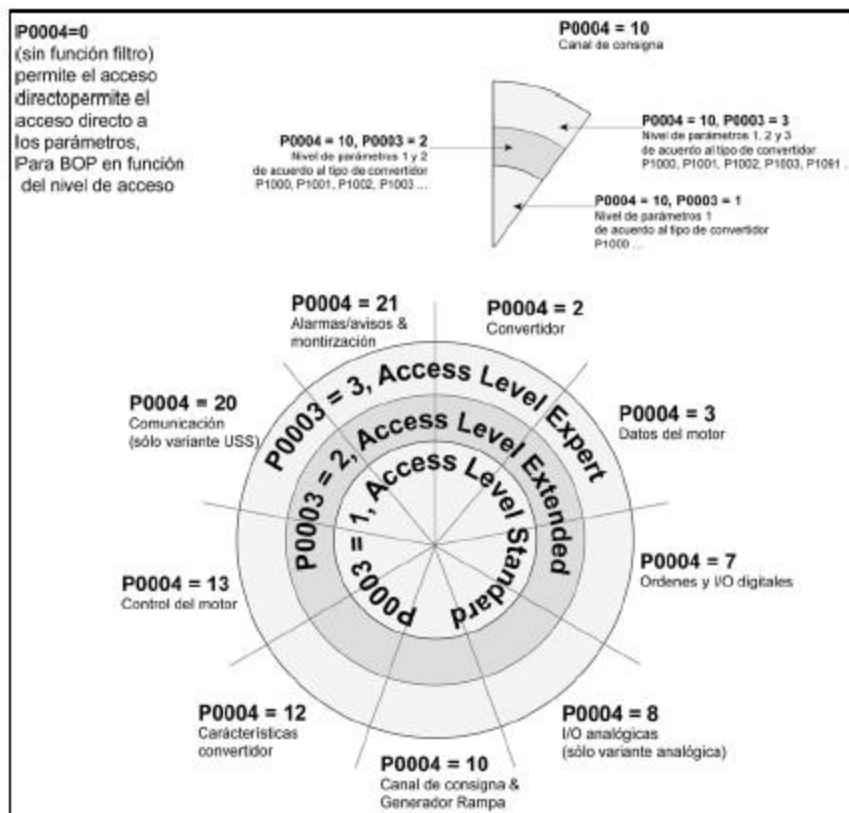 P0004=0
(sin función filtro)
permite el acceso
directopermite el
acceso directo a
los parámetros,
Para BOP en función
del nivel de acceso
P0004 = 10
Canal de consigna
P0004 = 10, P0003 = 2
Nivel de parámetros 1 y 2
de acuerdo al tipo de convertidor
P1000, P1001, P1002, P1003 ...
P0004 = 10, P0003 = 3
Nivel de parámetros 1, 2 y 3
de acuerdo al tipo de convertidor
P1000, P1001, P1002, P1003, P1091 ..
P0004 = 10, P0003 = 1
Nivel de parámetros 1
de acuerdo al tipo de convertidor
P1000 ...
P0004 = 21
Alarmas/avisos &
montirzación
P0004 = 2
Convertidor
P0004 = 20
Comunicación
(sólo variante USS)
P0004 = 3
Datos del motor
P0003 = 3, Access Level Expert
P0003 = 2, Access Level Extended
P0003 = 1, Access Level Standard
P0004 = 13
Control del motor
P0004 = 7
Ordenes y I/O digitales
P0004 = 12
Carácterísticas
convertidor
P0004 = 8
I/O analógicas
(sólo variante analógica)
P0004 = 10
Canal de consigna &
Generador Rampa